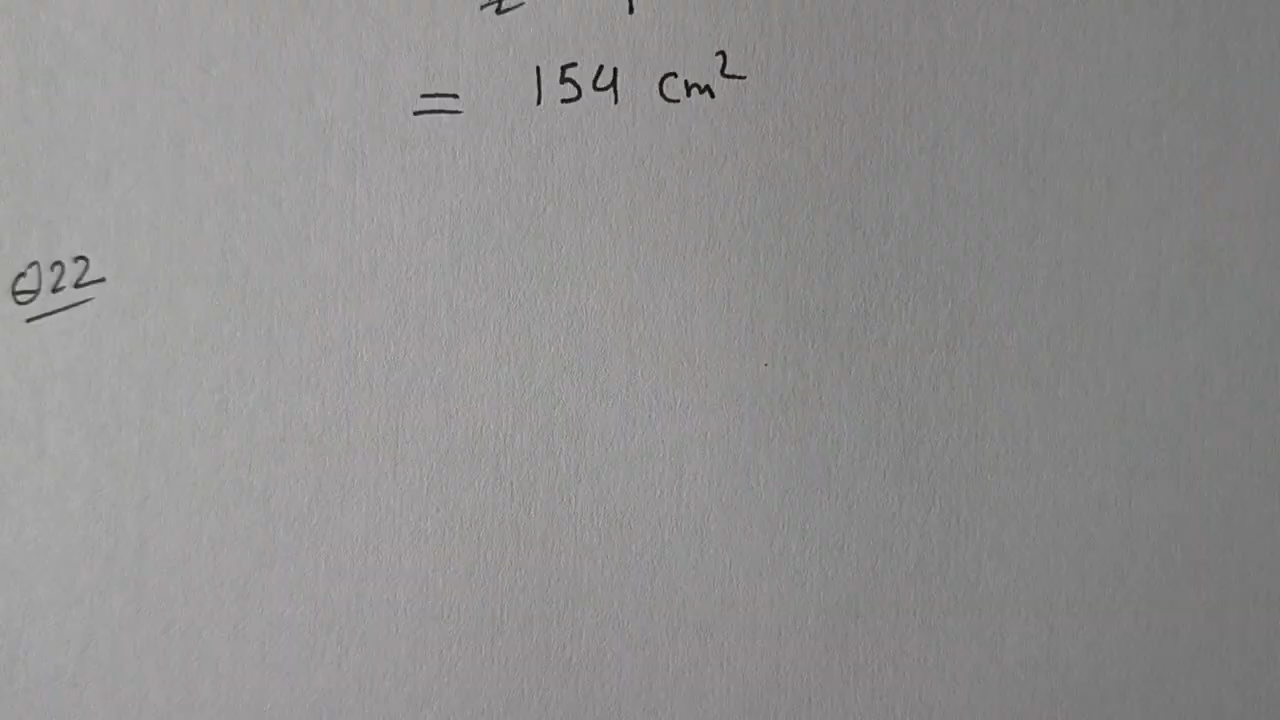 = 154 cm²
Q22